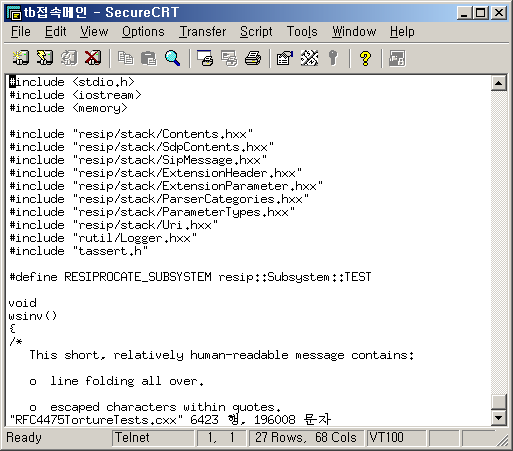 tb접속메인 - SecureCRT
File Edit View Options Transfer Script Tools Window Help
#include <stdio.h>
#include <iostream>
#include <memory>
#include "resip/stack/Contents.hxx"
#include "resip/stack/SdpContents.hxx"
#include "resip/stack/SipMessage.hxx"
#include "resip/stack/ExtensionHeader.hxx"
#include "resip/stack/ExtensionParameter.hxx"
#include "resip/stack/ParserCategories.hxx"
#include "resip/stack/ParameterTypes.hxx"
#include "resip/stack/Uri.hxx"
#include "rutil/Logger.hxx"
#include "tassert.h"
#define RESIPROCATE_SUBSYSTEM resip::Subsystem::TEST
void
wsinv()
{
/*
This short, relatively human-readable message contains:
o line folding all over.
o escaped characters within quotes.
"RFC4475TortureTests.cxx" 6423 행, 196008 문자
Ready Telnet 1, 1 27 Rows, 68 Cols VT100